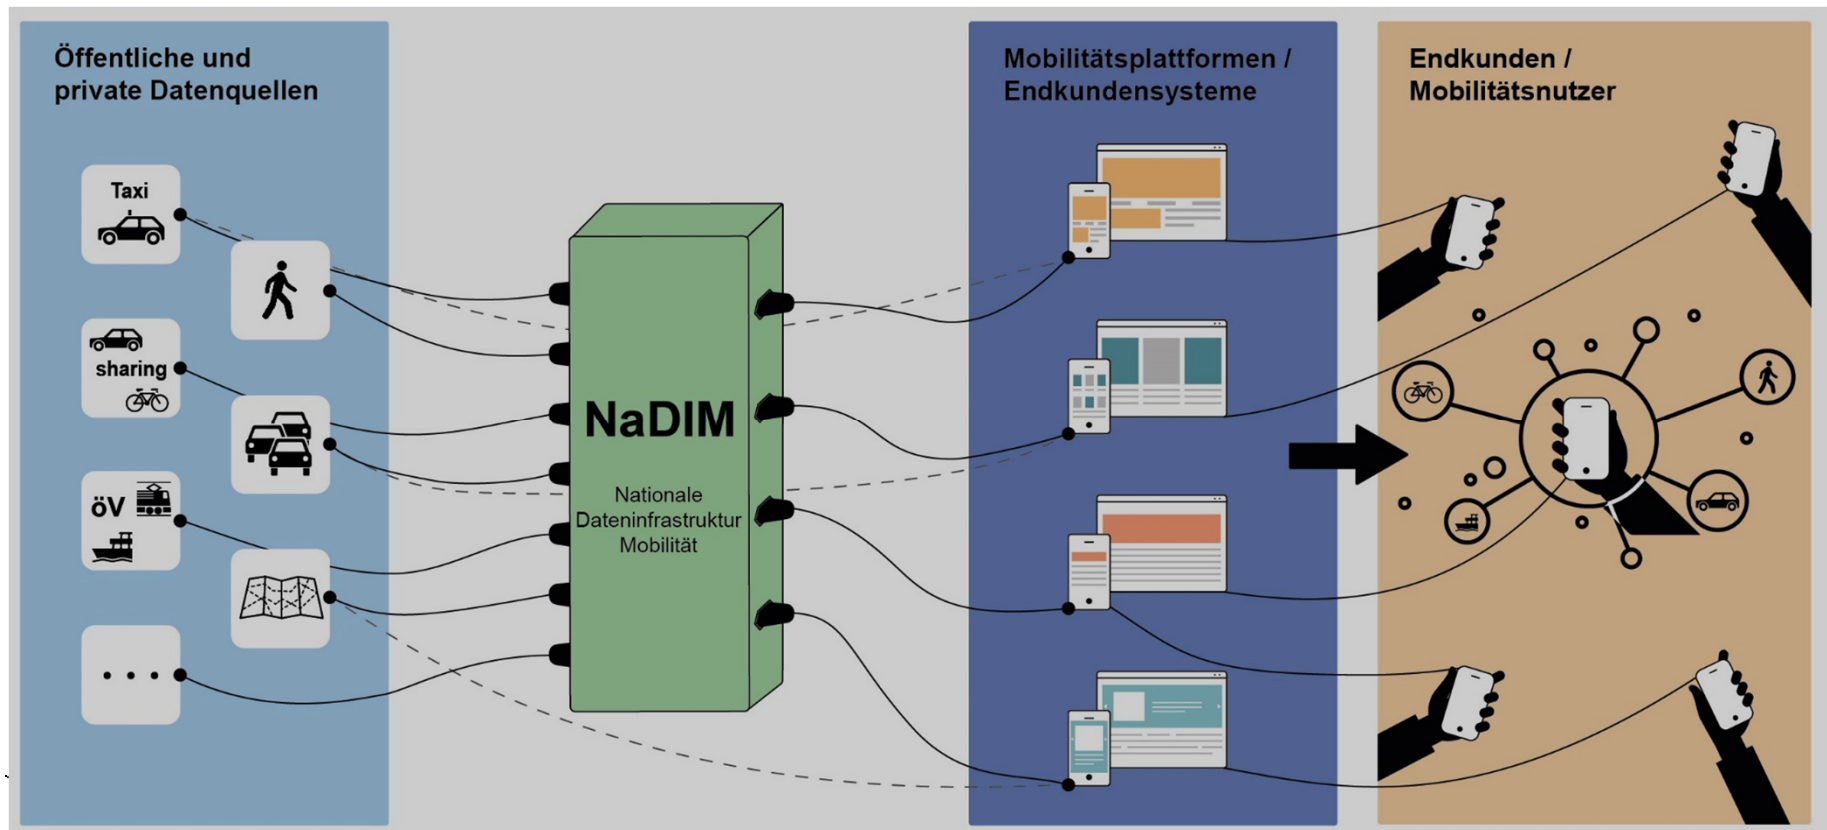 Öffentliche und
private Datenquellen
Taxi
sharing
öV
...
NaDIM
Nationale
Dateninfrastruktur
Mobilität
Mobilitätsplattformen /
Endkundensysteme
Endkunden /
Mobilitätsnutzer